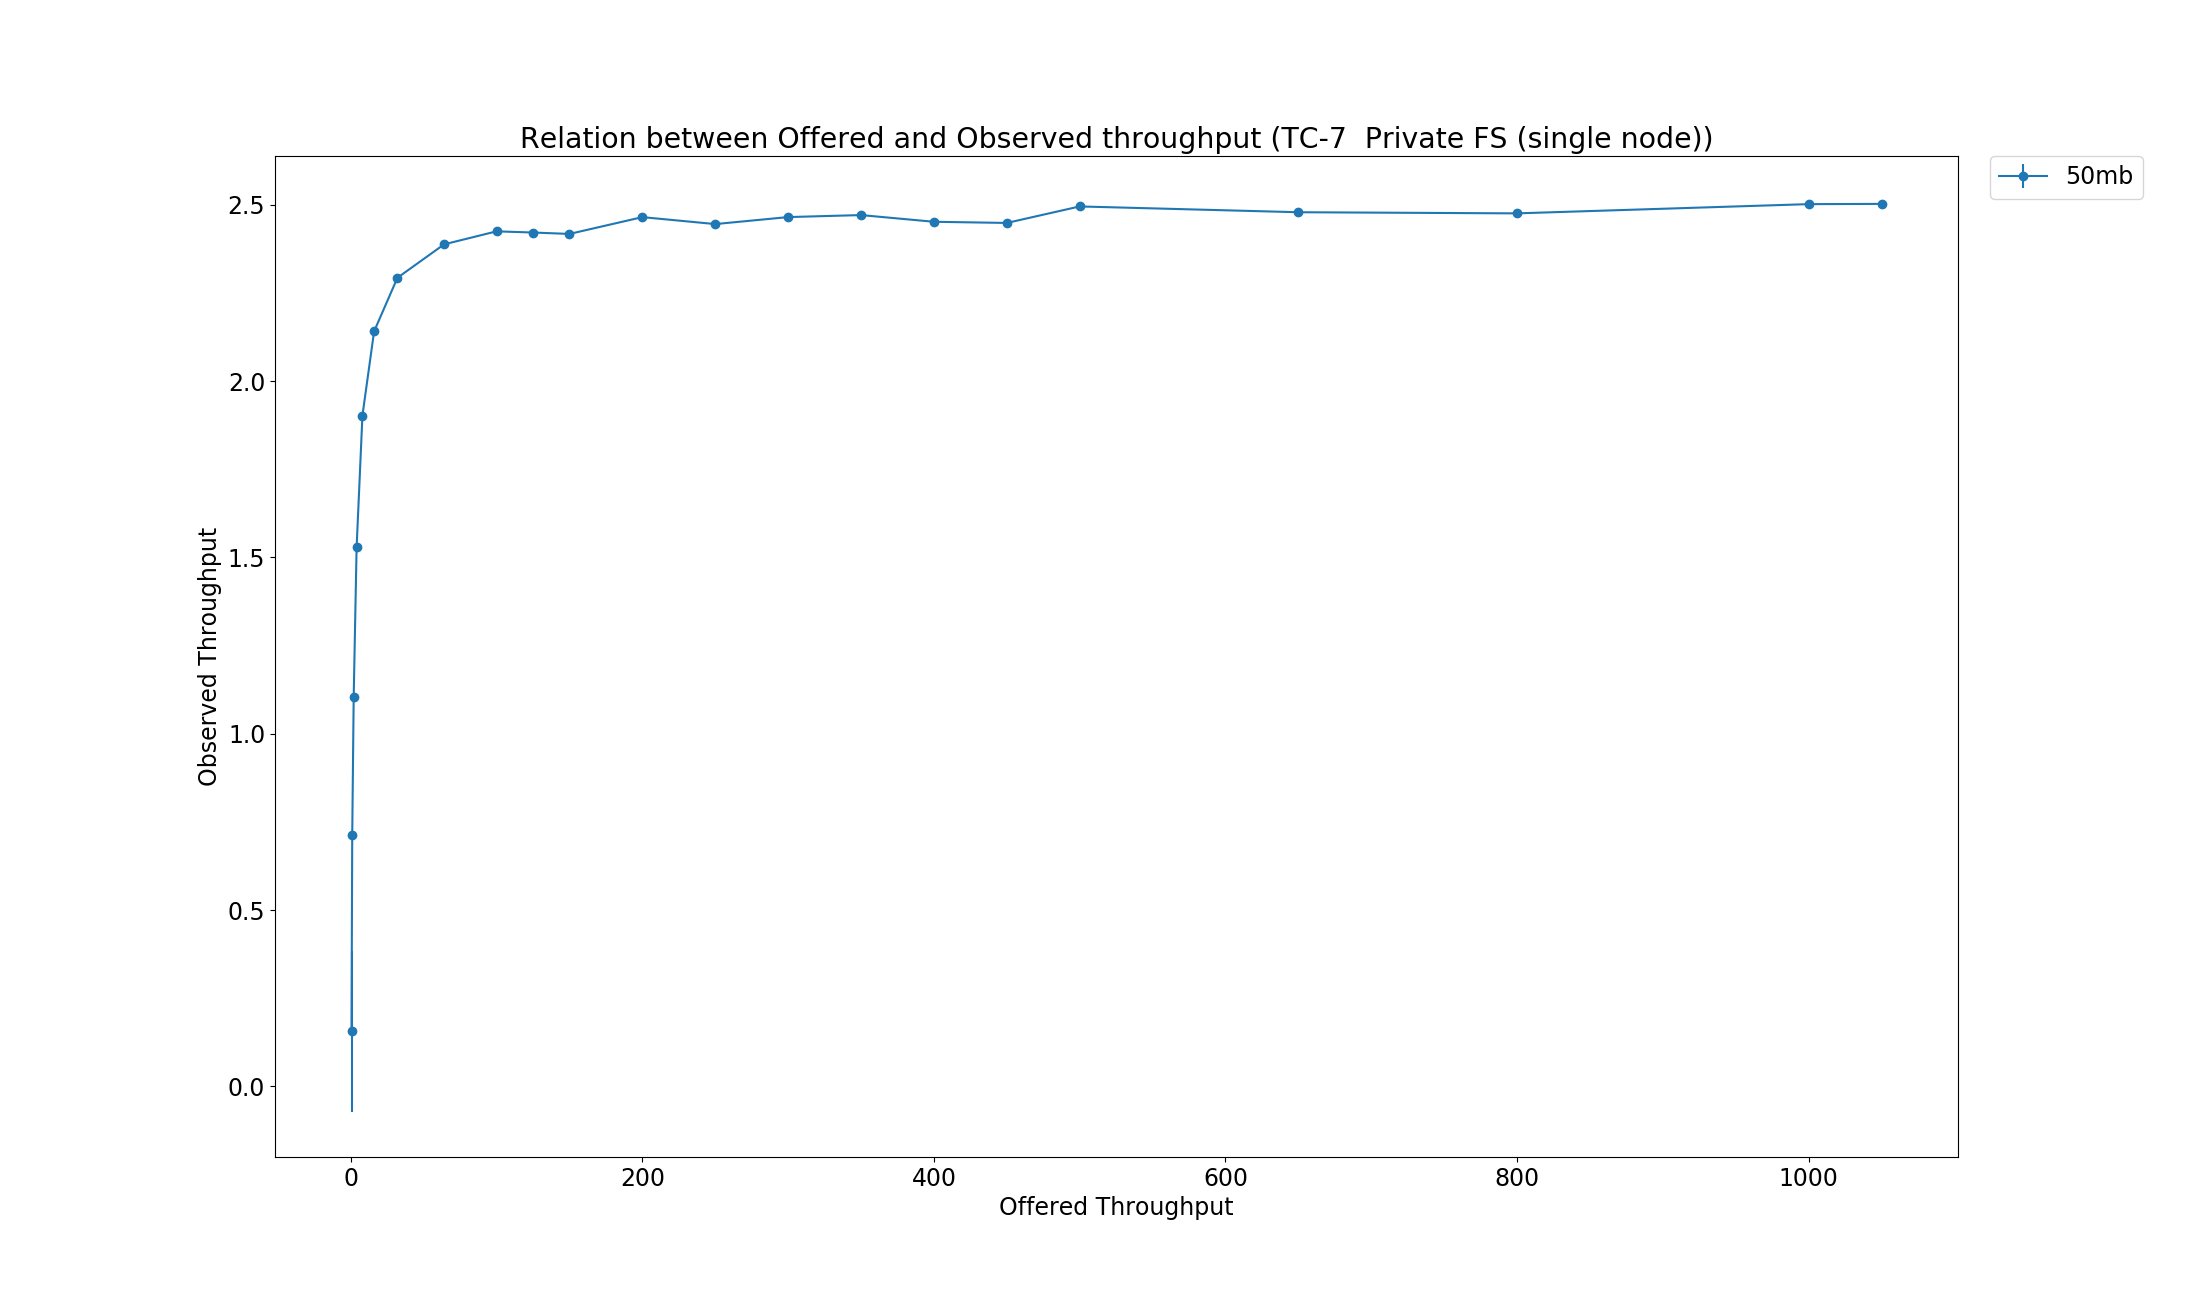 Relation between Offered and Observed throughput (TC-7  Private FS (single node))
50mb
2.5
2.0
1.5
1.0
0.5
0.0
Observed Throughput
0 200 400 600 800 1000
Offered Throughput